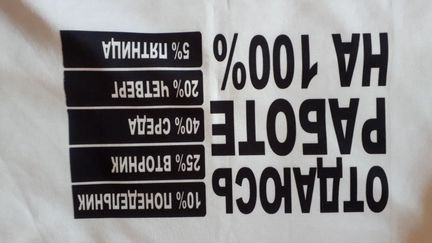 ОТДАЮСЬ
РАБОТЕ
НА 100%
10% ПОНЕДЕЛЬНИК
25% ВТОРНИК
40% СРЕДА
20% ЧЕТВЕРГ
5% ПЯТНИЦА